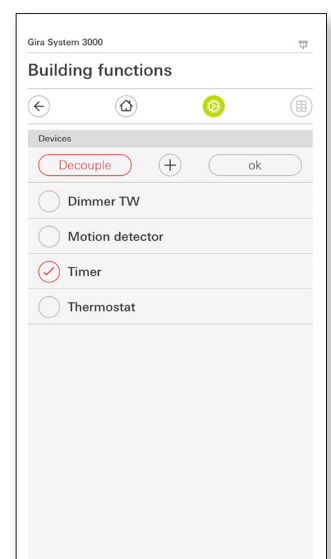 Gira System 3000
Building functions
Devices
Decouple
ok
Dimmer TW
Motion detector
Timer
Thermostat